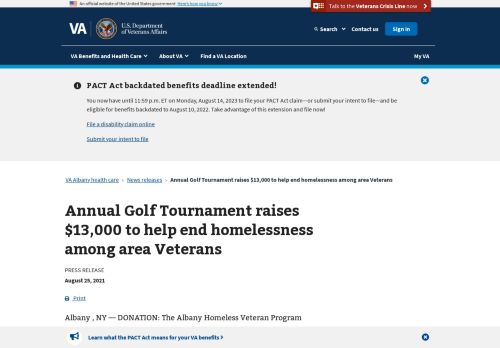 An official website of the United States government Here's how you know
Talk to the Veterans Crisis Line now
VA
U.S. Department
of Veterans Affairs
Search
Contact us
Sign in
VA Benefits and Health Care
About VA
Find a VA Location
My VA
PACT Act backdated benefits deadline extended!
You now have until 11:59 p.m. ET on Monday, August 14, 2023 to file your PACT claim—or submit your intent to file—and be
eligible for benefits backdated to August 10, 2022. Take advantage of this extension and file now!
File a disability claim online
Submit your intent to file
VA Albany health care › News releases › Annual Golf Tournament raises $13,000 to help end homelessness among area Veterans
Annual Golf Tournament raises
$13,000 to help end homelessness
among area Veterans
PRESS RELEASE
August 25, 2021
Print
Albany , NY — DONATION: The Albany Homeless Veteran Program
Learn what the PACT Act means for your VA benefits